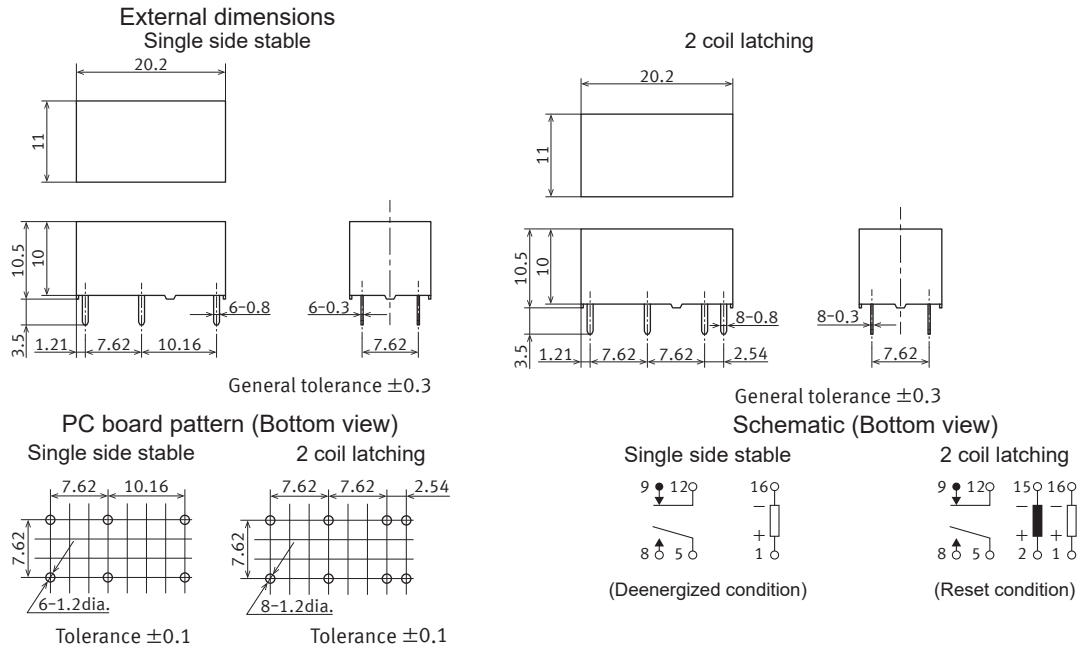 External dimensions
Single side stable
2 coil latching
20.2
11
10.5
10
3.5
1.21
7.62
10.16
6-0.8
6-0.3
7.62
General tolerance ±0.3
20.2
11
10.5
10
3.5
1.21
7.62
7.62
2.54
8-0.8
8-0.3
7.62
General tolerance ±0.3
PC board pattern (Bottom view)
Single side stable
2 coil latching
7.62
10.16
7.62
6-1.2dia.
Tolerance ±0.1
7.62
7.62
2.54
7.62
8-1.2dia.
Tolerance ±0.1
Schematic (Bottom view)
Single side stable
2 coil latching
9 12 16
−
+
8 5 1
(Deenergized condition)
9 12 15 16
− −
+ +
8 5 2 1
(Reset condition)